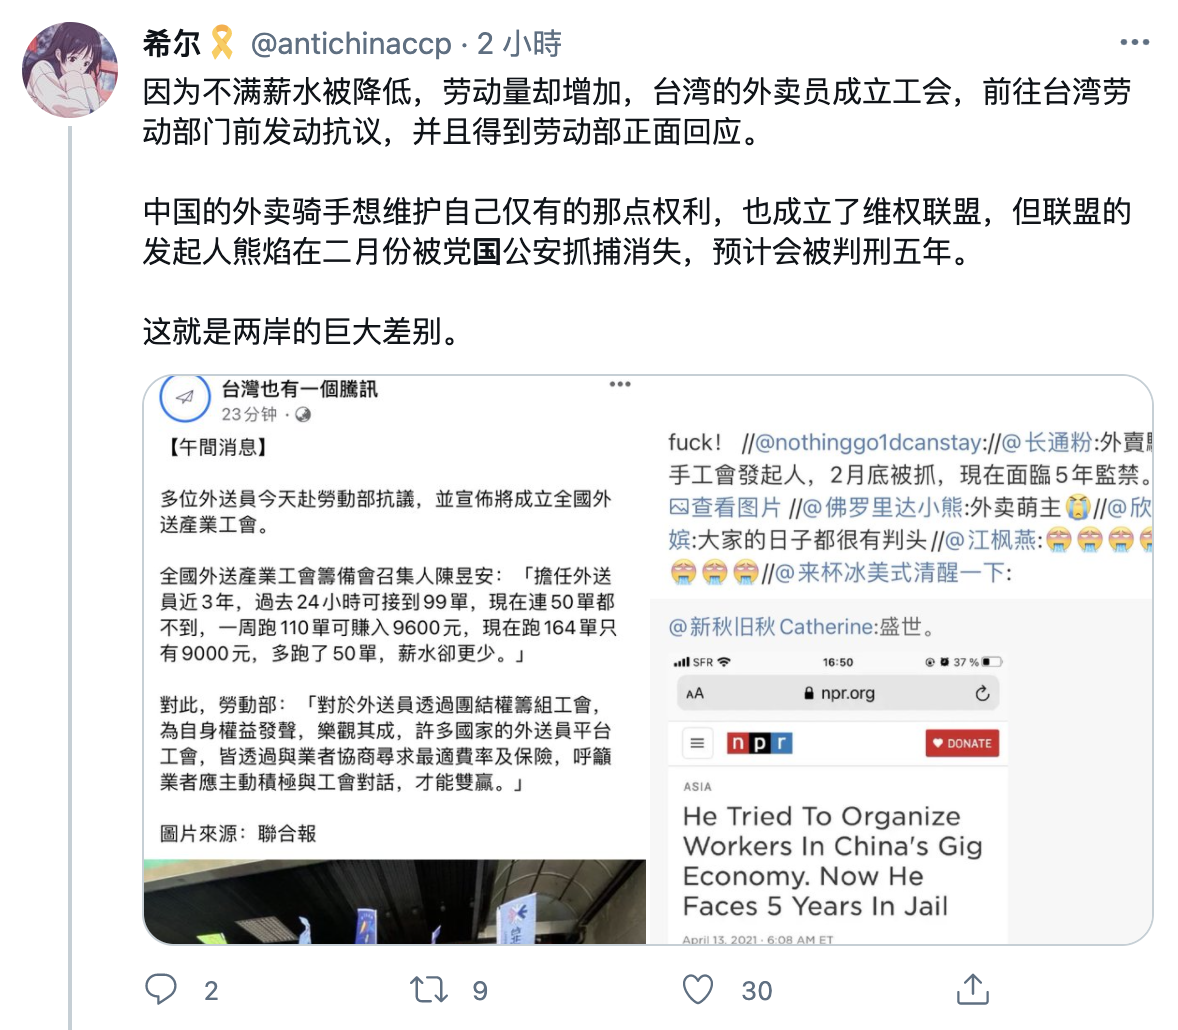 希尔🎗 @antichinaccp · 2 小時
因为不满薪水被降低，劳动量却增加，台湾的外卖员成立工会，前往台湾劳
动部门前发动抗议，并且得到劳动部正面回应。
中国的外卖骑手想维护自己仅有的那点权利，也成立了维权联盟，但联盟的
发起人熊焰在二月份被党国公安抓捕消失，预计会被判刑五年。
这就是两岸的巨大差别。
台灣也有一個騰訊
23分钟 ·
【午間消息】
多位外送員今天赴勞動部抗議，並宣佈將成立全國外
送產業工會。
全國外送產業工會籌備會召集人陳昱安：「擔任外送
員近3年，過去24小時可接到99單，現在連50單都
不到，一周跑110單可賺入9600元，現在跑164單只
有9000元，多跑了50單，薪水卻更少。」
對此，勞動部：「對於外送員透過團結權籌組工會，
為自身權益發聲，樂觀其成，許多國家的外送員平台
工會，皆透過與業者協商尋求最適費率及保險，呼籲
業者應主動積極與工會對話，才能雙贏。」
圖片來源：聯合報
fuck！ //@nothinggo1dcanstay://@长通粉:外賣騎
手工會發起人，2月底被抓，現在面臨5年監禁。
查看图片 //@佛罗里达小熊:外卖萌主😭//@欣
嫔:大家的日子都很有判头//@江枫燕:
//@来杯冰美式清醒一下:
@新秋旧秋Catherine:盛世。
SFR 16:50 37 %
AA npr.org
npr DONATE
ASIA
He Tried To Organize
Workers In China's Gig
Economy. Now He
Faces 5 Years In Jail
April 13, 2021 · 6:08 AM ET
2 9 30